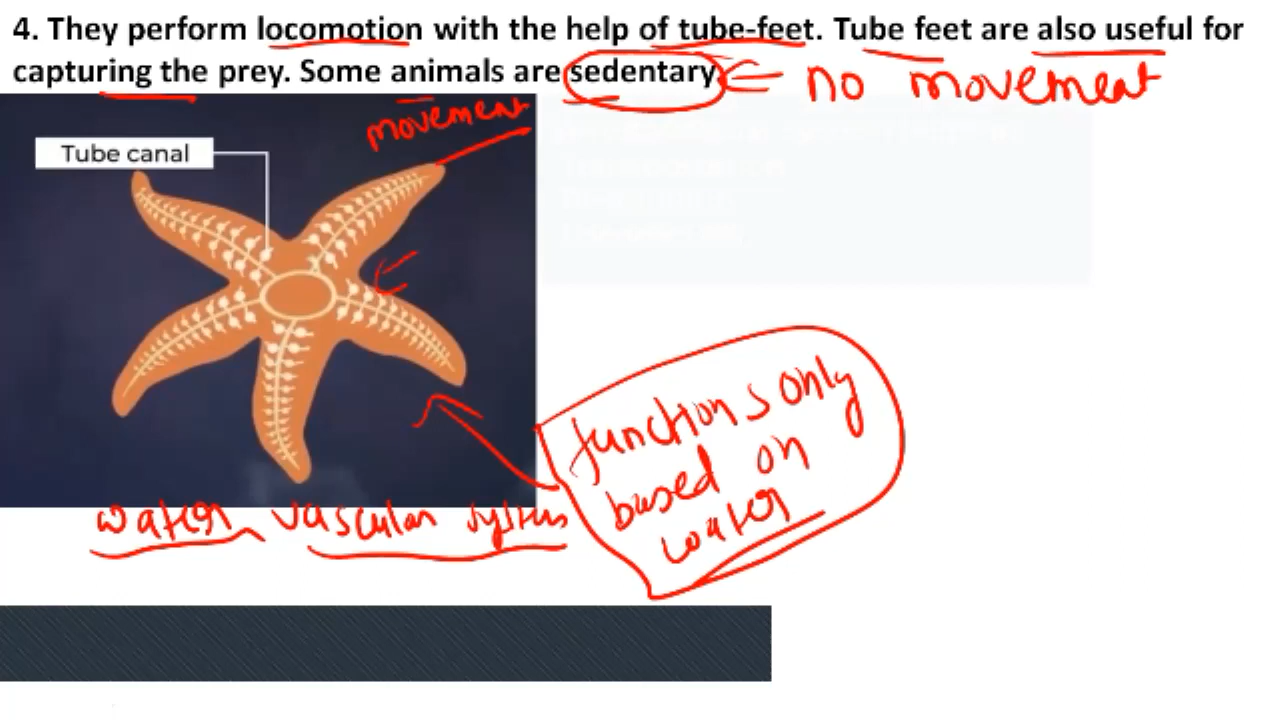 4. They perform locomotion with the help of tube-feet. Tube feet are also useful for
capturing the prey. Some animals are sedentary.
no movement
movement
Tube canal
functions only
based on
water
water vascular system